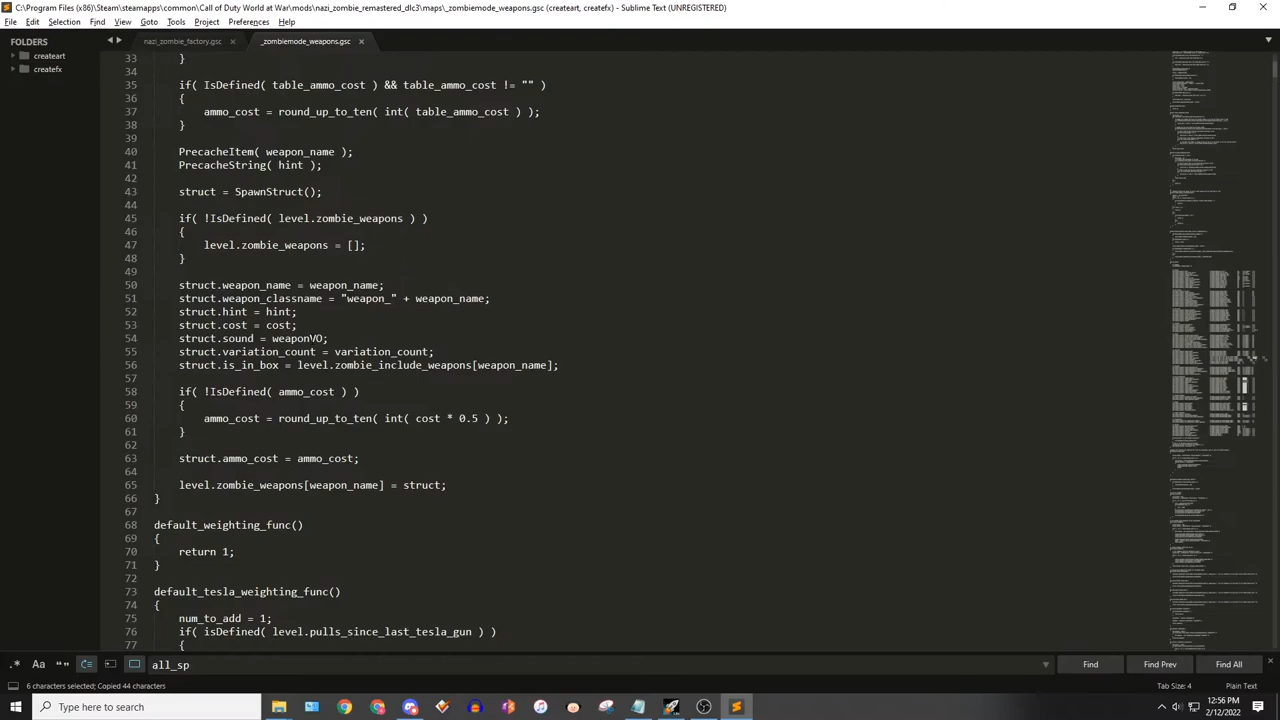 C:\Program Files (x86)\Steam\steamapps\common\Call of Duty World at War\mods\nazi_zombie_remastered_dlc3\maps\_zombiemode_weapons.gsc (createart, createfx) - Sublime Text (UNREGISTERED)
File Edit Selection Find View Goto Tools Project Preferences Help
FOLDERS
createart
createfx
nazi_zombie_factory.gsc
_zombiemode_weapons.gsc
33 }
34
35 if( IsDefined( table_ammo_cost ) && table_ammo_cost != "" )
36 {
37 ammo_cost = round_up_to_ten( int( table_ammo_cost ) );
38 }
39
40 PrecacheItem( weapon_name );
41 PrecacheString( hint );
42
43 struct = SpawnStruct();
44
45 if( !IsDefined( level.zombie_weapons ) )
46 {
47 level.zombie_weapons = [];
48 }
49
50 struct.weapon_name = weapon_name;
51 struct.weapon_classname = "weapon_" + weapon_name;
52 struct.hint = hint;
53 struct.cost = cost;
54 struct.sound = weaponVO;
55 struct.variation_count = variation_count;
56 struct.is_in_box = level.zombie_include_weapons[weapon_name];
57
58 if( !IsDefined( ammo_cost ) )
59 {
60 ammo_cost = round_up_to_ten( int( cost * 0.5 ) );
61 }
62
63 struct.ammo_cost = ammo_cost;
64
65 level.zombie_weapons[weapon_name] = struct;
66 }
67
68 default_weighting_func()
69 {
70 return 1;
71 }
72
73 default_tesla_weighting_func()
74 {
75 num_to_add = 1;
76 if( isDefined( level.pulls_since_last_tesla_gun ) )
77 {
Aa
all_sp
Find
Find Prev
Find All
6 characters selected; Copied 44 characters
Tab Size: 4
Plain Text
Type here to search
12:56 PM
2/12/2022